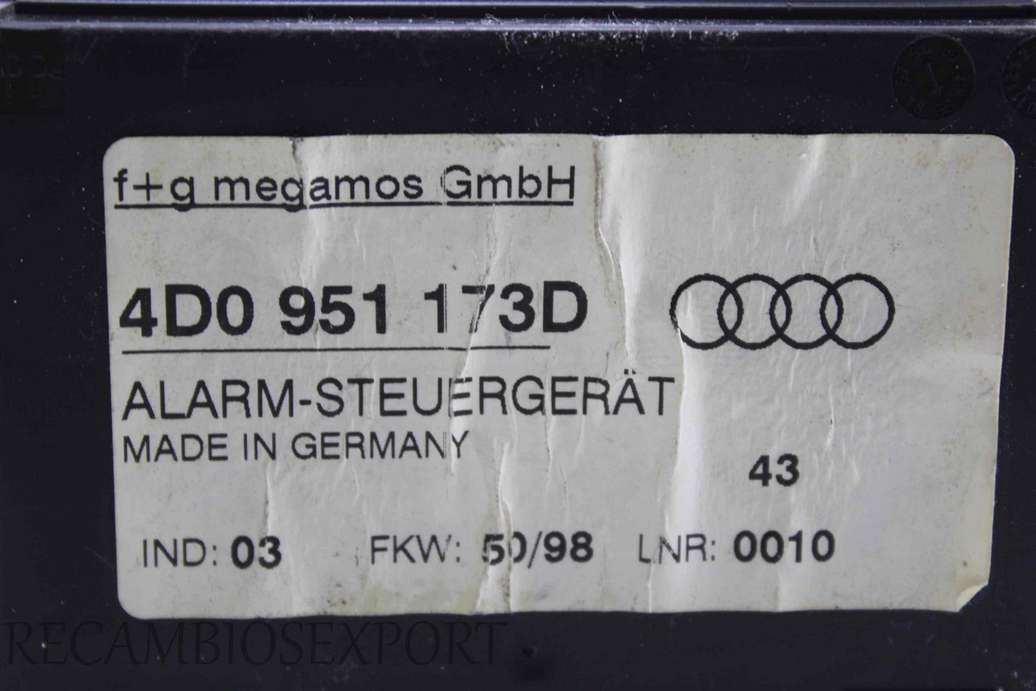 f+g megamos GmbH
4D0 951 173D
ALARM-STEUERGERÄT
MADE IN GERMANY
43
IND: 03 FKW: 50/98 LNR: 0010
RECAMBIOSEXPORT